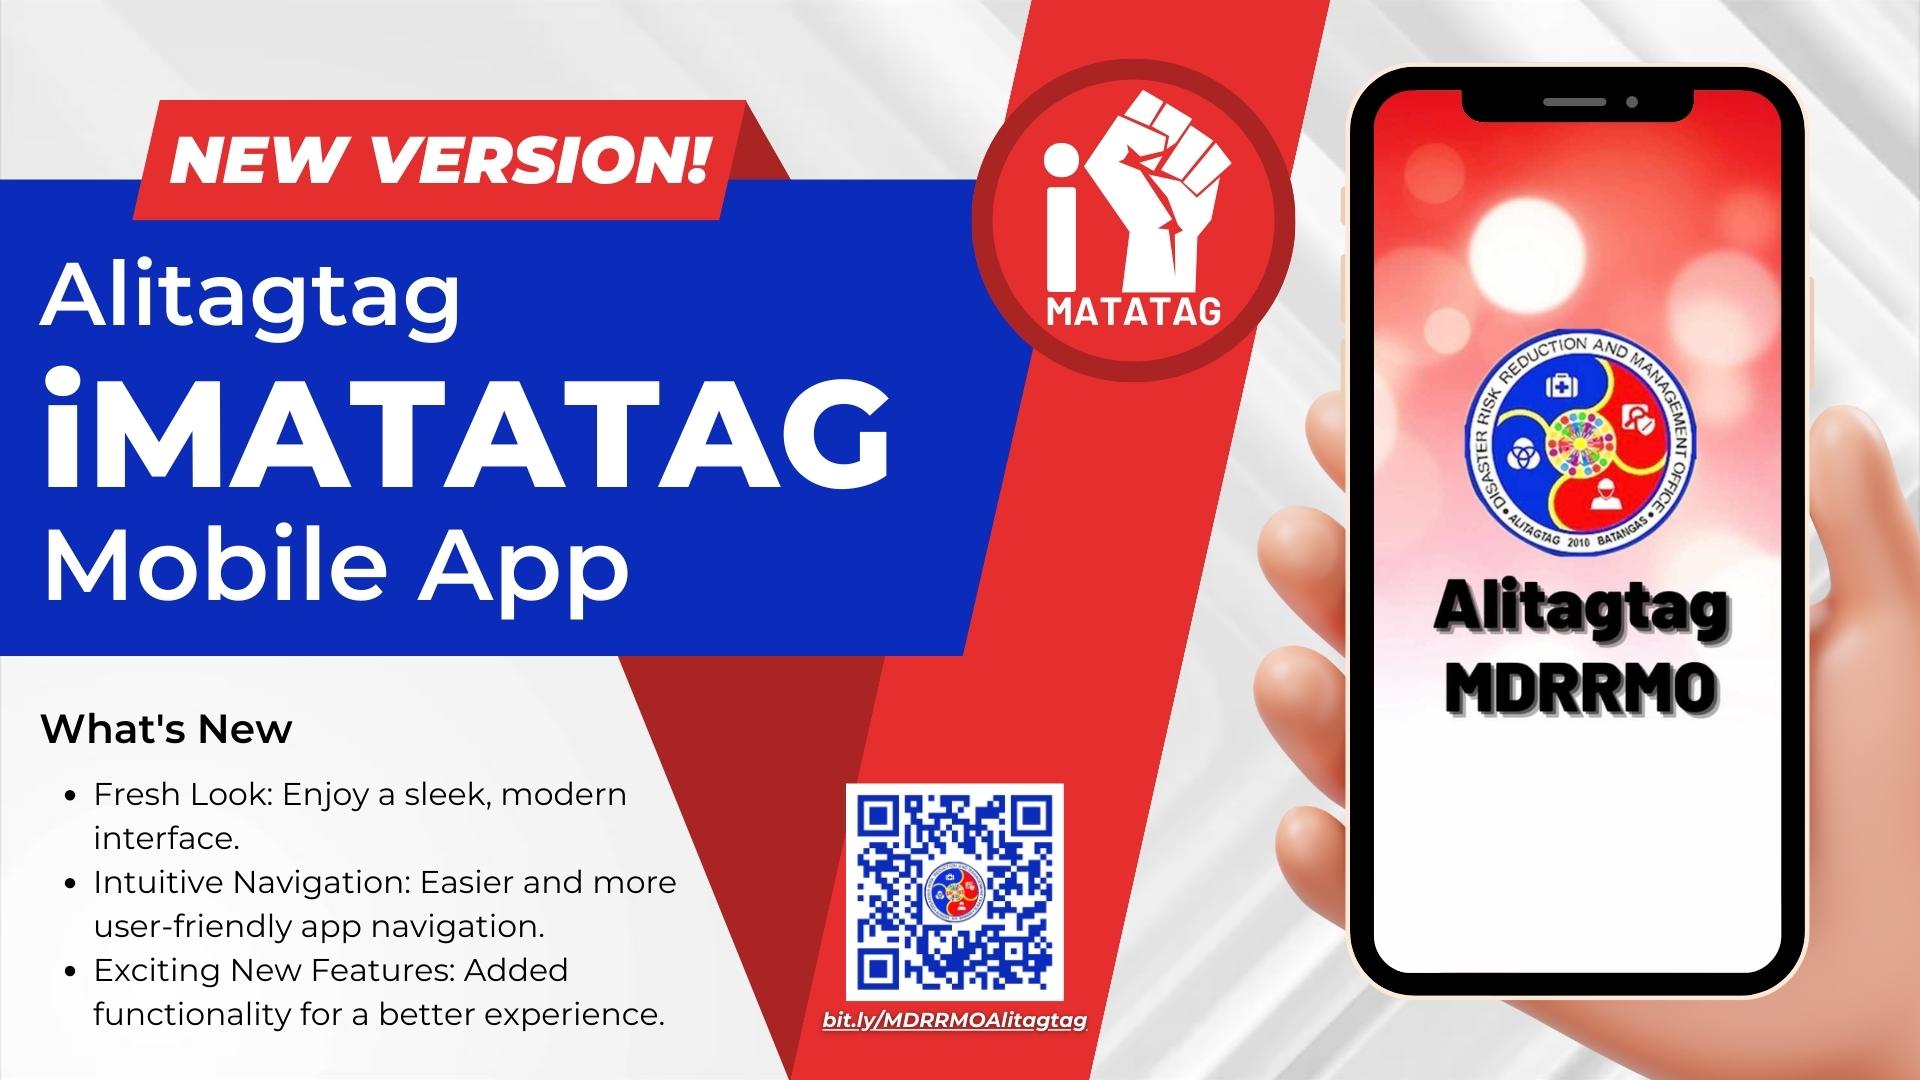 NEW VERSION!
Alitagtag
iMATATAG
Mobile App
i
MATATAG
What's New
• Fresh Look: Enjoy a sleek, modern
interface.
• Intuitive Navigation: Easier and more
user-friendly app navigation.
• Exciting New Features: Added
functionality for a better experience.
bit.ly/MDRRMOAlitagtag
DISASTER RISK REDUCTION AND MANAGEMENT OFFICE
• ALITAGTAG 2010 BATANGAS •
Alitagtag
MDRRMO